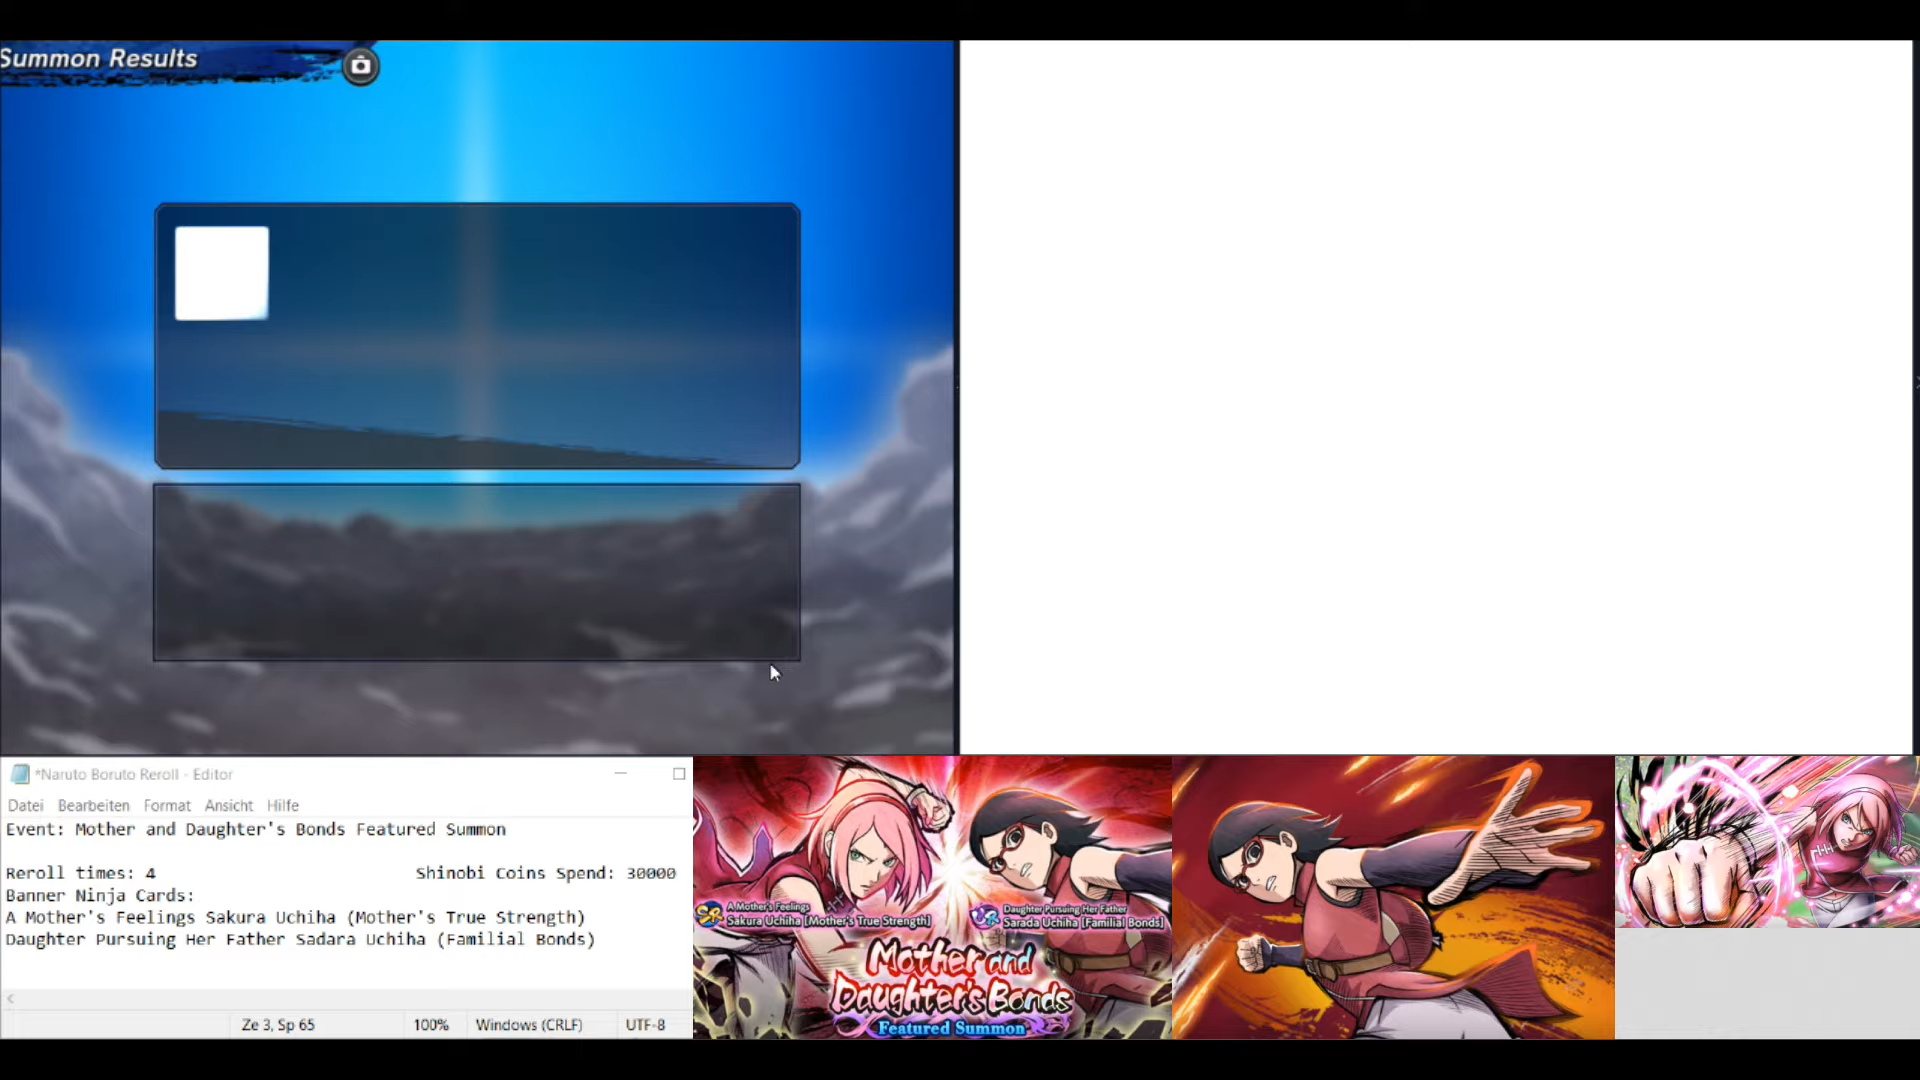 Summon Results
*Naruto Boruto Reroll - Editor
Datei Bearbeiten Format Ansicht Hilfe
Event: Mother and Daughter's Bonds Featured Summon
Reroll times: 4 Shinobi Coins Spend: 30000
Banner Ninja Cards:
A Mother's Feelings Sakura Uchiha (Mother's True Strength)
Daughter Pursuing Her Father Sadara Uchiha (Familial Bonds)
Ze 3, Sp 65 100% Windows (CRLF) UTF-8
A Mother's Feelings
Sakura Uchiha [Mother's True Strength]
Daughter Pursuing Her Father
Sarada Uchiha [Familial Bonds]
Mother and
Daughter's Bonds
Featured Summon